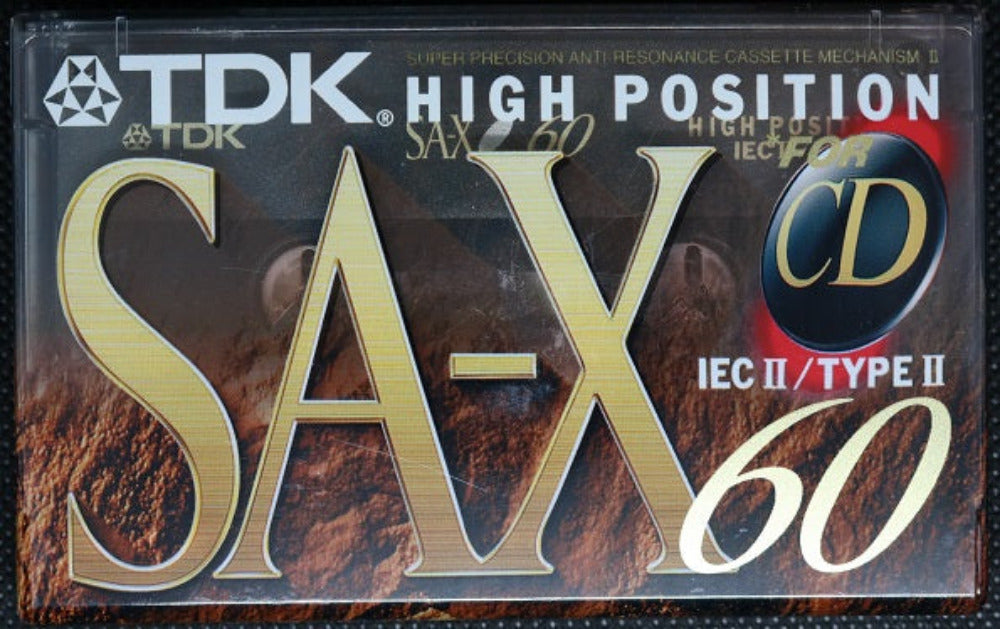 SUPER PRECISION ANTI RESONANCE CASSETTE MECHANISM II
TDK® HIGH POSITION
TDK SA-X 60 HIGH POSIT
IEC
*FOR
CD
SA-X
IEC II/TYPE II
60